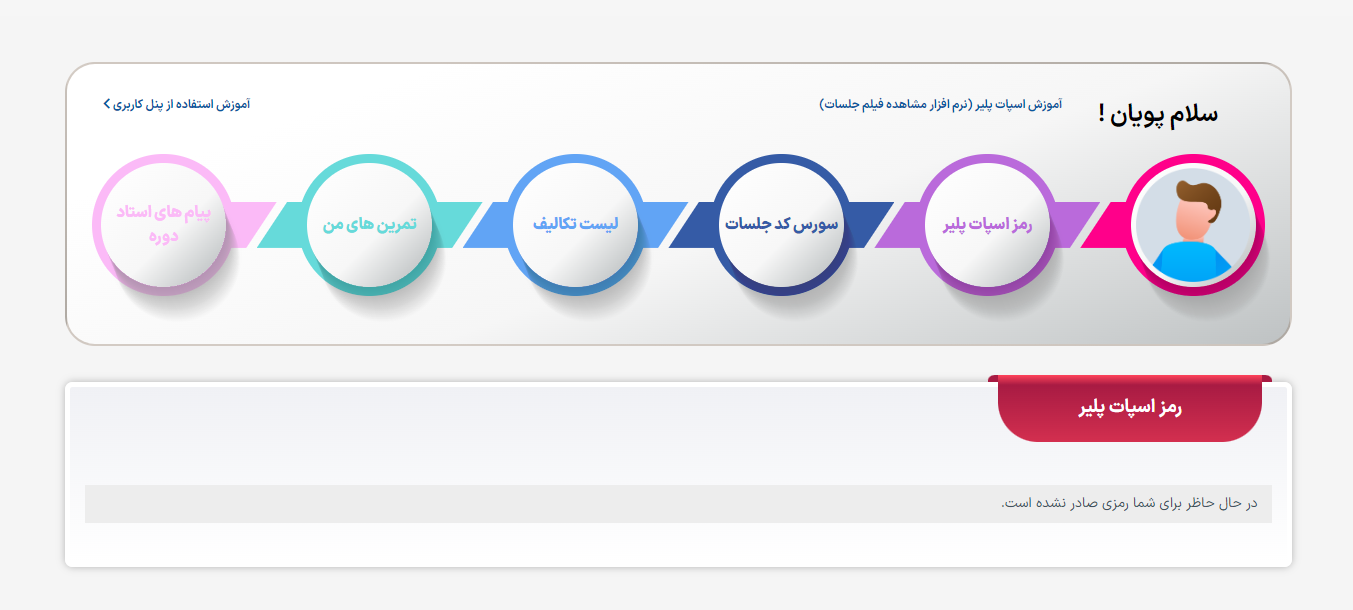 سلام پویان !
آموزش اسپات پلیر (نرم افزار مشاهده فیلم جلسات)
آموزش استفاده از پنل کاربری
رمز اسپات پلیر
سورس کد جلسات
لیست تکالیف
تمرین های من
پیام های استاد
دوره
رمز اسپات پلیر
در حال حاظر برای شما رمزی صادر نشده است.